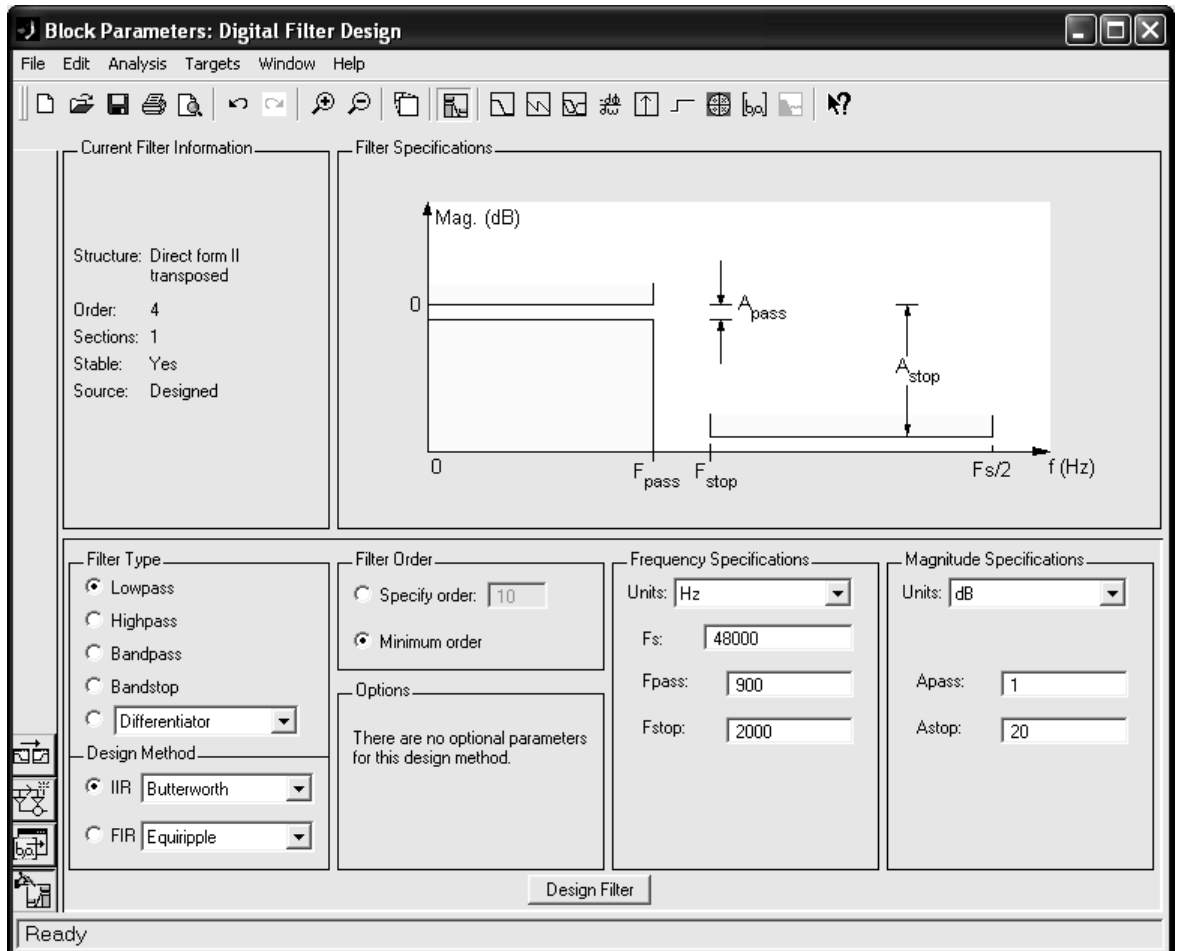 Block Parameters: Digital Filter Design
File Edit Analysis Targets Window Help
Current Filter Information
Structure: Direct form II
transposed
Order: 4
Sections: 1
Stable: Yes
Source: Designed
Filter Specifications
Mag. (dB)
0
A pass
A stop
0
F pass
F stop
Fs/2
f (Hz)
Filter Type
Lowpass
Highpass
Bandpass
Bandstop
Differentiator
Design Method
IIR Butterworth
FIR Equiripple
Filter Order
Specify order: 10
Minimum order
Options
There are no optional parameters
for this design method.
Frequency Specifications
Units: Hz
Fs: 48000
Fpass: 900
Fstop: 2000
Magnitude Specifications
Units: dB
Apass: 1
Astop: 20
Design Filter
Ready